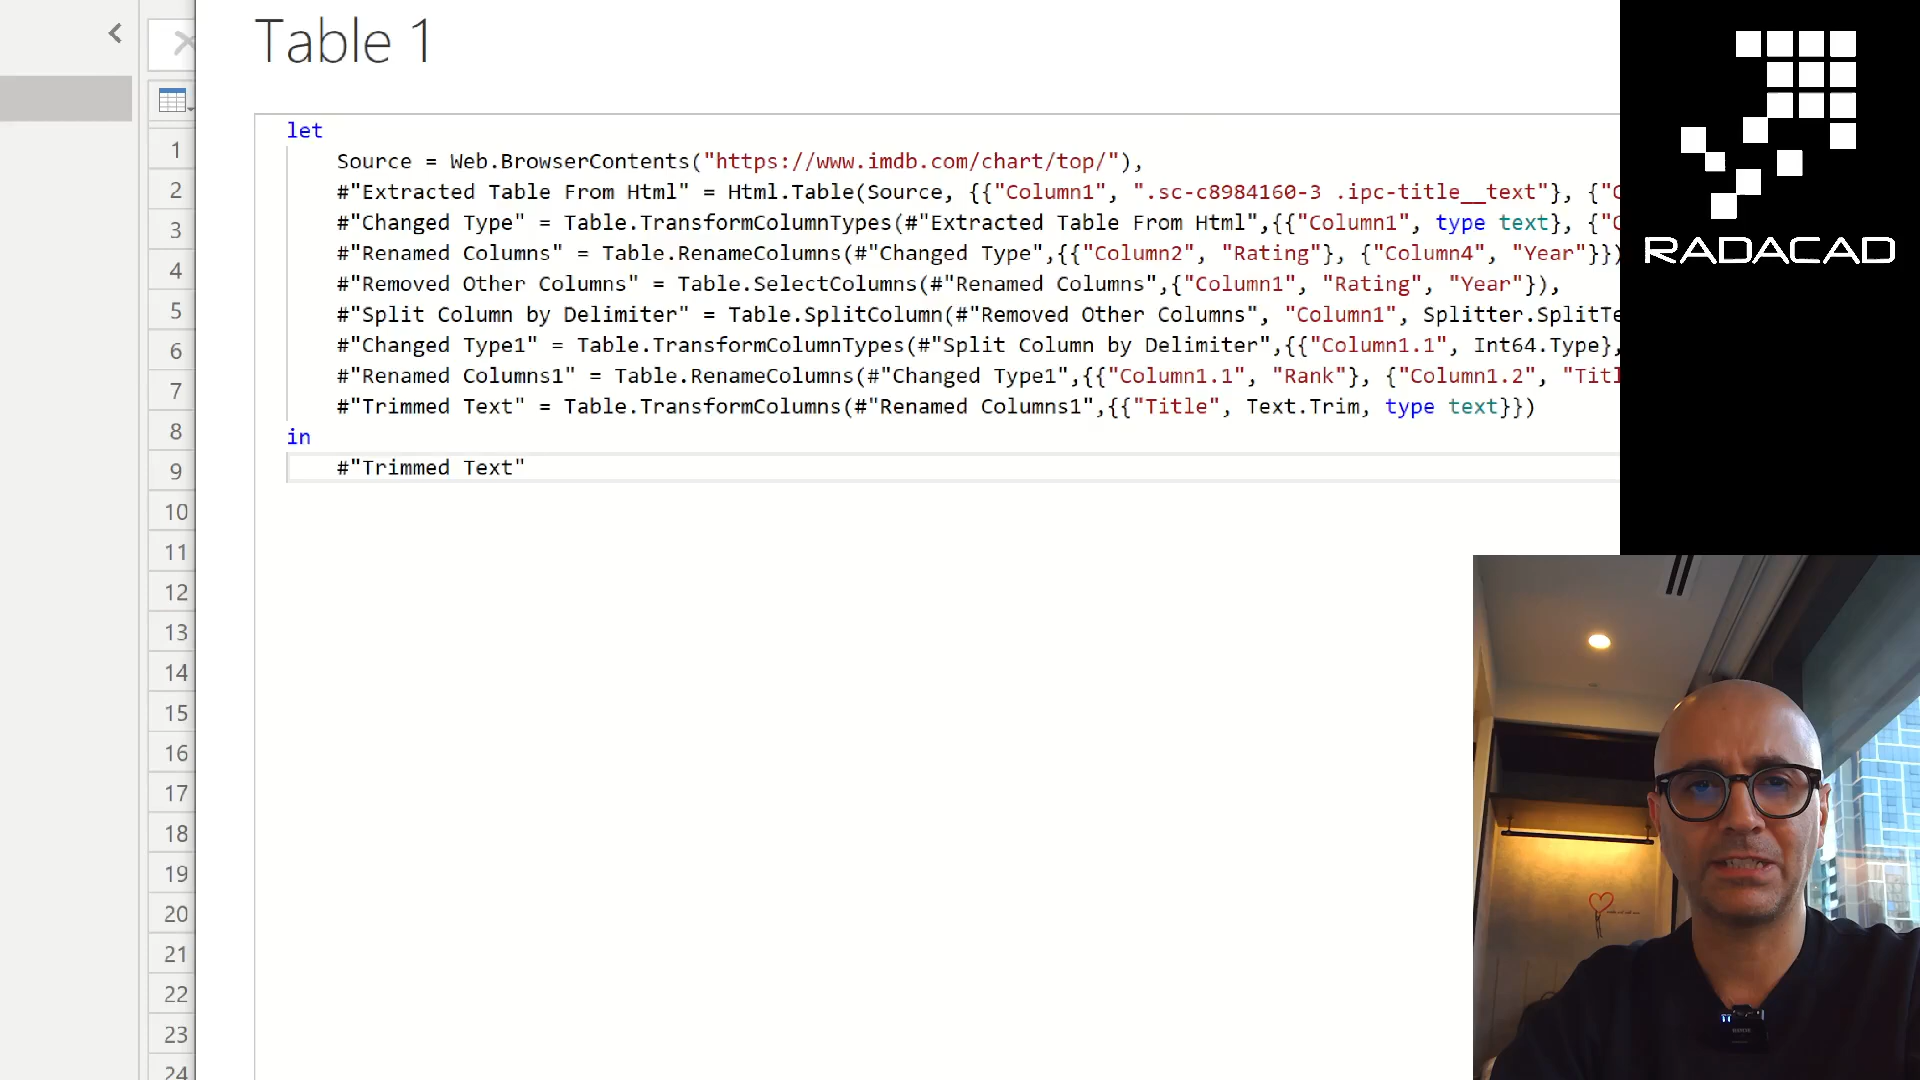 Table 1
let
Source = Web.BrowserContents("https://www.imdb.com/chart/top/"),
#"Extracted Table From Html" = Html.Table(Source, {{"Column1", ".sc-c8984160-3 .ipc-title__text"}, {"C
#"Changed Type" = Table.TransformColumnTypes(#"Extracted Table From Html",{{"Column1", type text}, {"C
#"Renamed Columns" = Table.RenameColumns(#"Changed Type",{{"Column2", "Rating"}, {"Column4", "Year"}})
#"Removed Other Columns" = Table.SelectColumns(#"Renamed Columns",{"Column1", "Rating", "Year"}),
#"Split Column by Delimiter" = Table.SplitColumn(#"Removed Other Columns", "Column1", Splitter.SplitTe
#"Changed Type1" = Table.TransformColumnTypes(#"Split Column by Delimiter",{{"Column1.1", Int64.Type},
#"Renamed Columns1" = Table.RenameColumns(#"Changed Type1",{{"Column1.1", "Rank"}, {"Column1.2", "Titl
#"Trimmed Text" = Table.TransformColumns(#"Renamed Columns1",{{"Title", Text.Trim, type text}})
in
#"Trimmed Text"
1
2
3
4
5
6
7
8
9
10
11
12
13
14
15
16
17
18
19
20
21
22
23
24
RADACAD